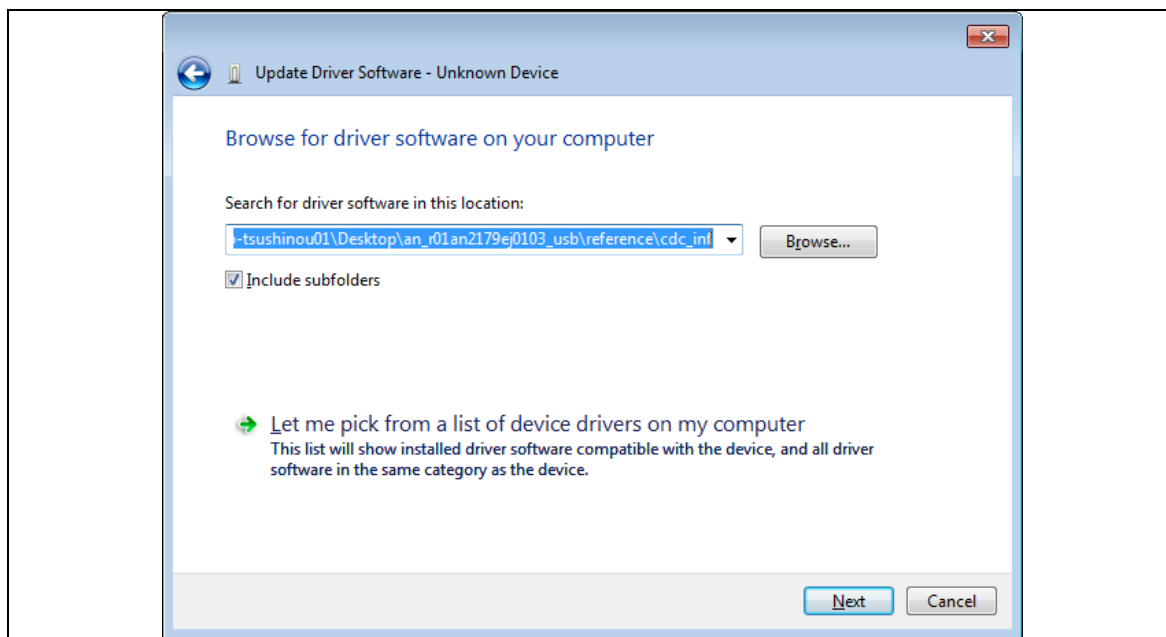 Update Driver Software - Unknown Device
Browse for driver software on your computer
Search for driver software in this location:
-tsushinou01\Desktop\an_r01an2179ej0103_usb\reference\cdc_inf
Browse...
Include subfolders
Let me pick from a list of device drivers on my computer
This list will show installed driver software compatible with the device, and all driver
software in the same category as the device.
Next
Cancel